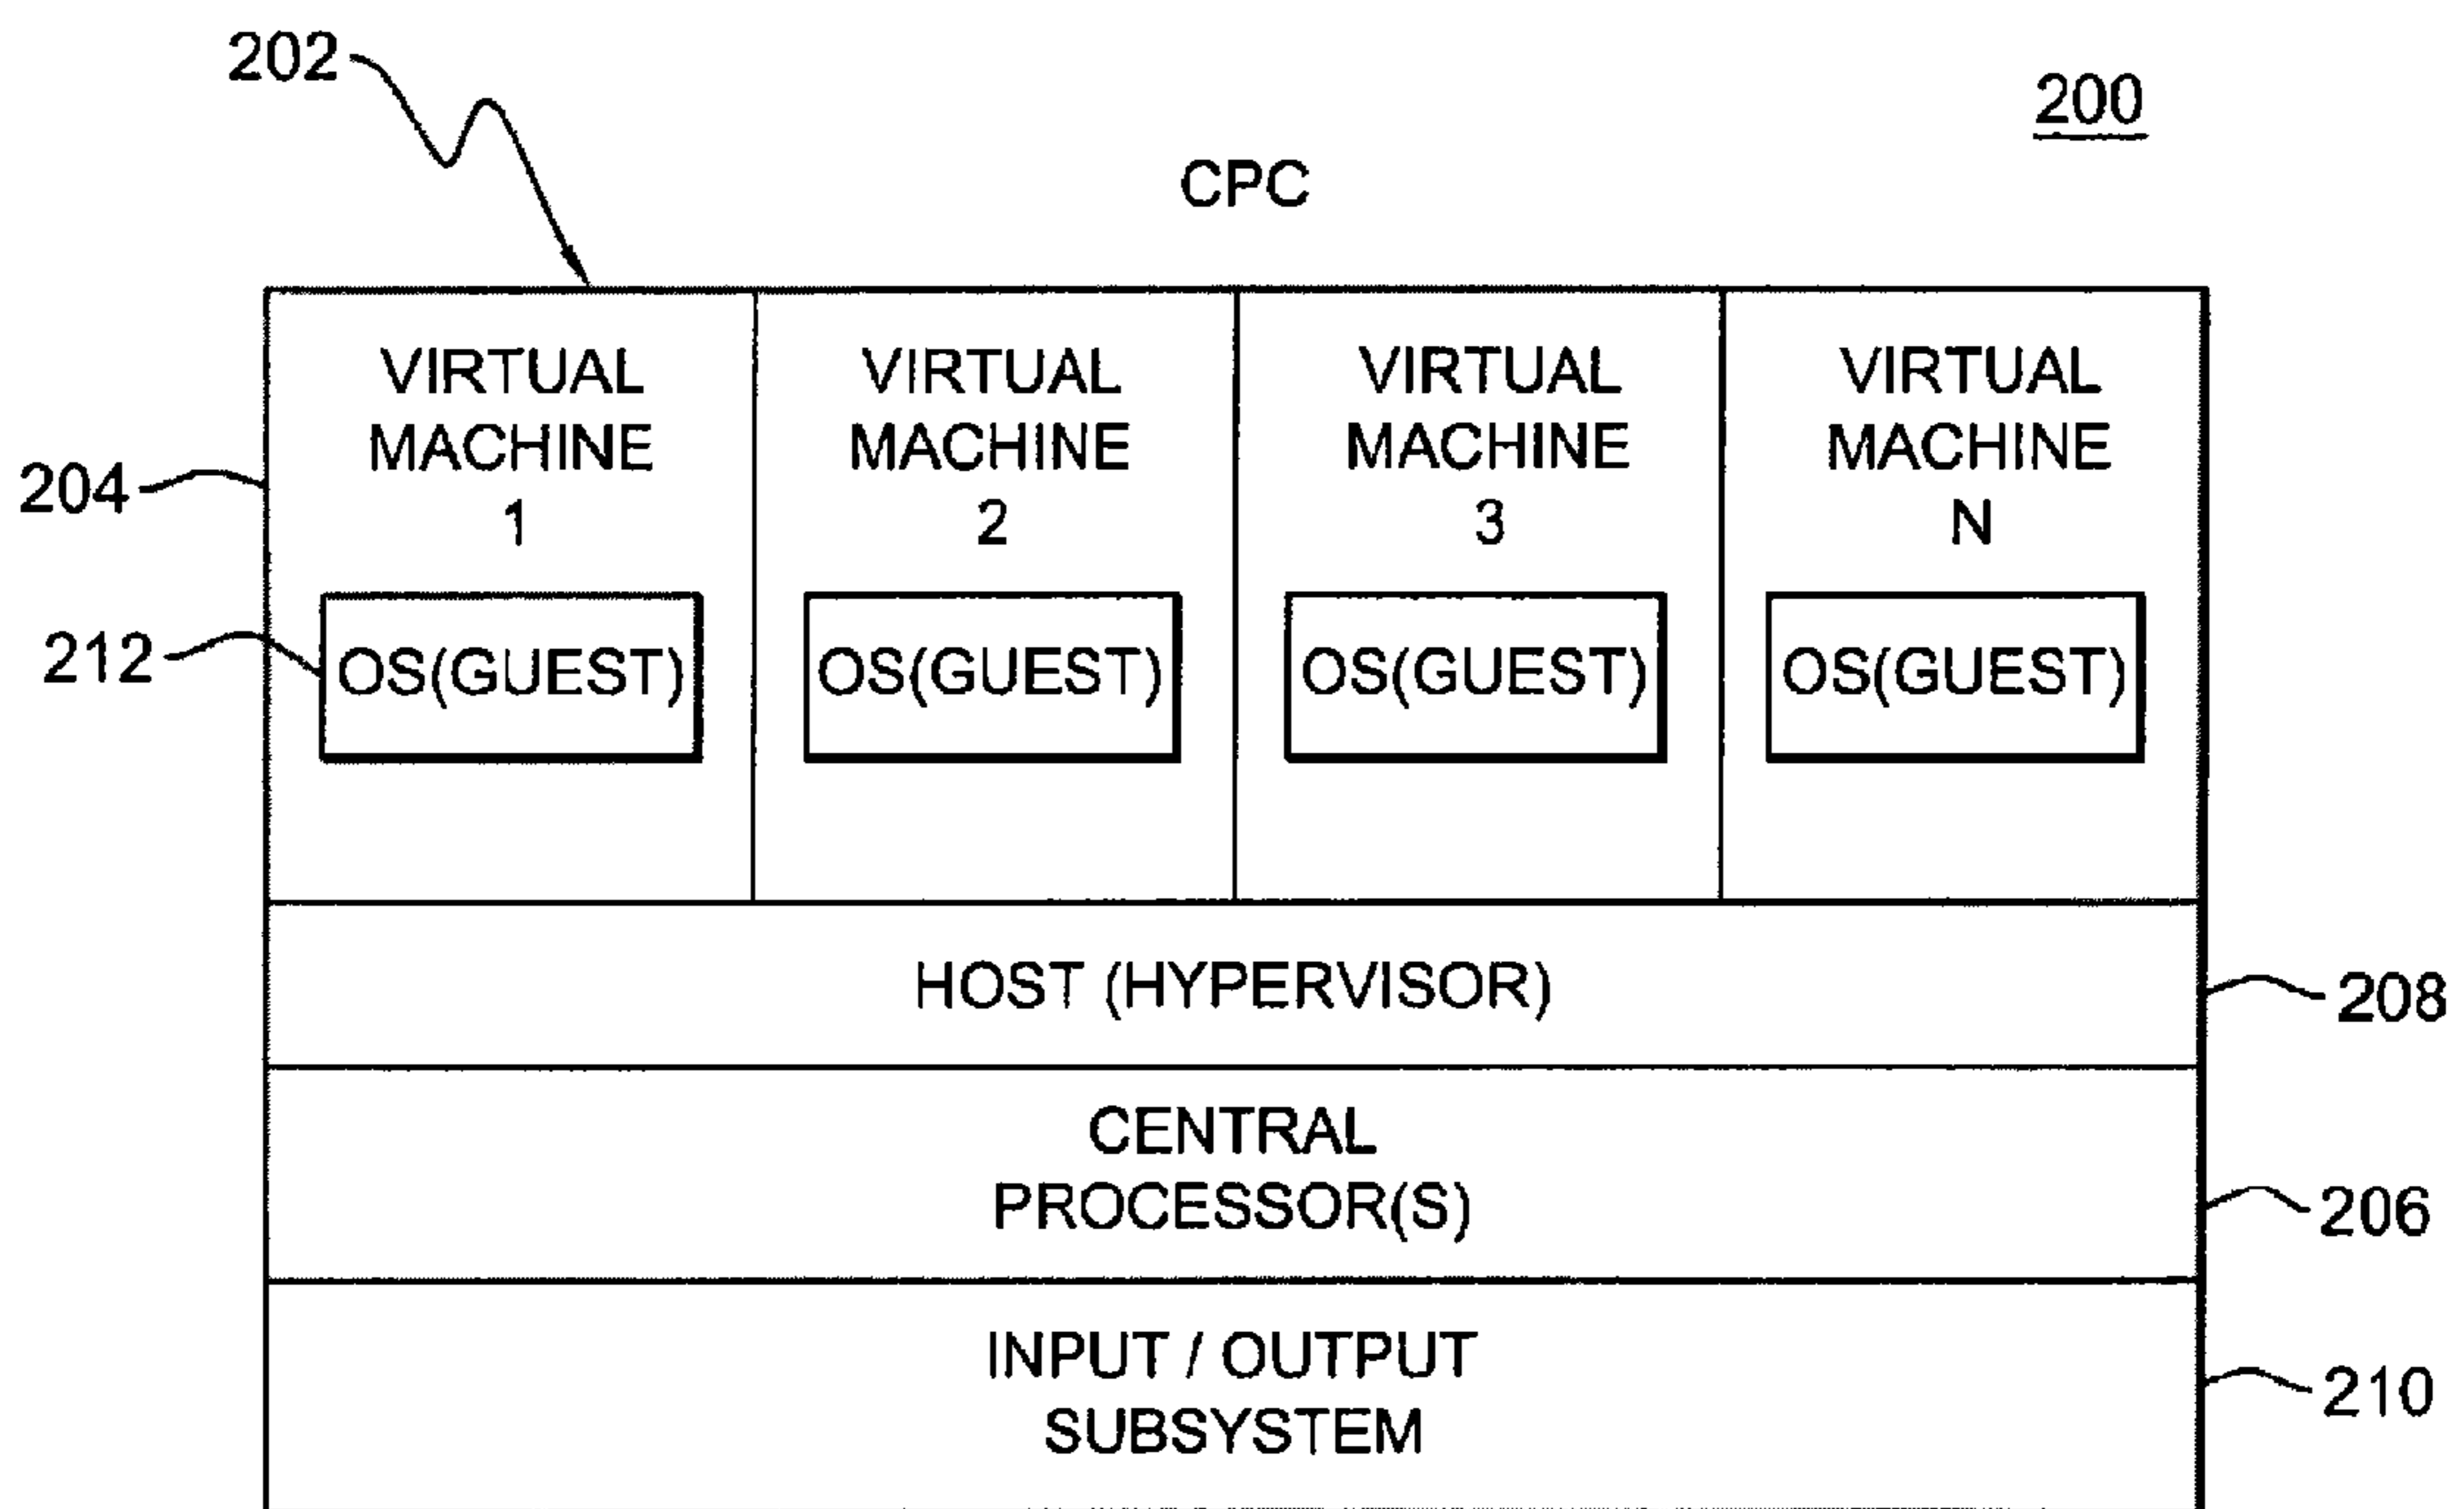 202
200
CPC
VIRTUAL
MACHINE
1
VIRTUAL
MACHINE
2
VIRTUAL
MACHINE
3
VIRTUAL
MACHINE
N
204
212
OS(GUEST)
OS(GUEST)
OS(GUEST)
OS(GUEST)
HOST (HYPERVISOR)
208
CENTRAL
PROCESSOR(S)
206
INPUT / OUTPUT
SUBSYSTEM
210